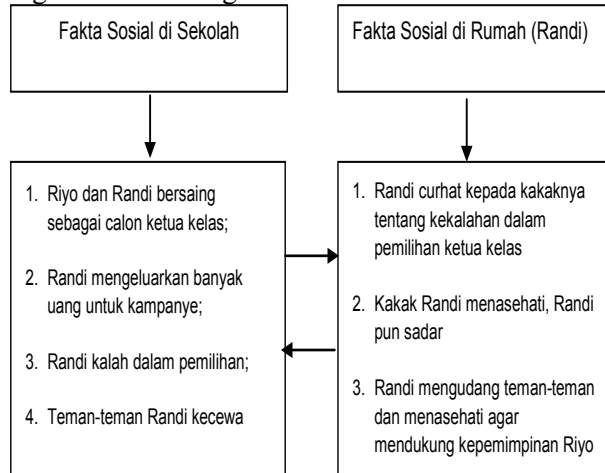 Fakta Sosial di Sekolah
Fakta Sosial di Rumah (Randi)
1. Riyo dan Randi bersaing
sebagai calon ketua kelas;
2. Randi mengeluarkan banyak
uang untuk kampanye;
3. Randi kalah dalam pemilihan;
4. Teman-teman Randi kecewa
1. Randi curhat kepada kakaknya
tentang kekalahan dalam
pemilihan ketua kelas
2. Kakak Randi menasehati, Randi
pun sadar
3. Randi mengudang teman-teman
dan menasehati agar
mendukung kepemimpinan Riyo